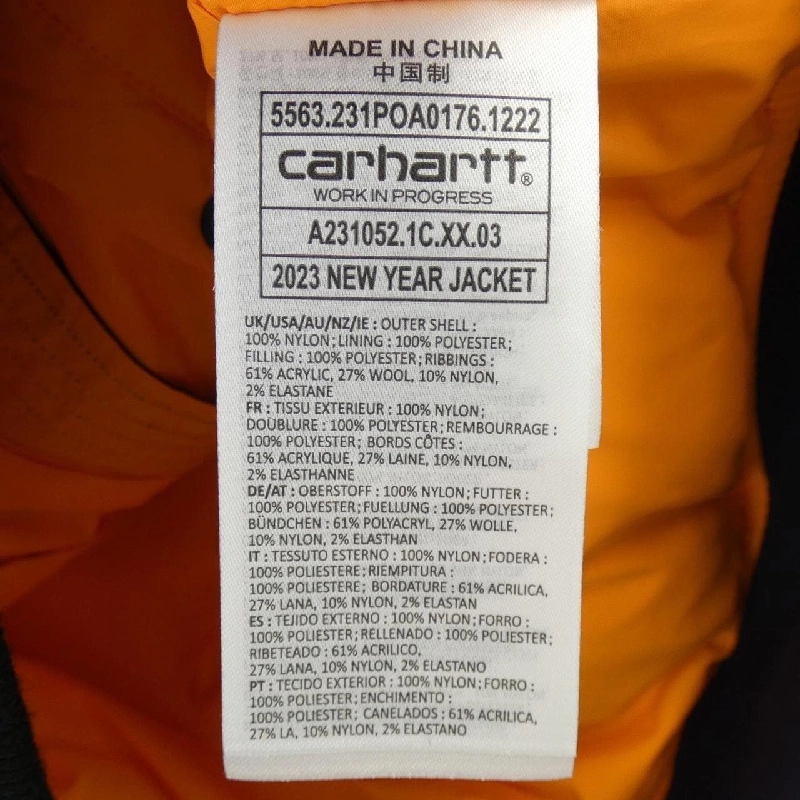 MADE IN CHINA
中国制
5563.231POA0176.1222
carhartt®
WORK IN PROGRESS
A231052.1C.XX.03
2023 NEW YEAR JACKET
UK/USA/AU/NZ/IE : OUTER SHELL :
100% NYLON; LINING : 100% POLYESTER;
FILLING : 100% POLYESTER; RIBBINGS :
61% ACRYLIC, 27% WOOL, 10% NYLON,
2% ELASTANE
FR : TISSU EXTERIEUR : 100% NYLON;
DOUBLURE : 100% POLYESTER; REMBOURRAGE :
100% POLYESTER; BORDS CÔTES :
61% ACRYLIQUE, 27% LAINE, 10% NYLON,
2% ELASTHANNE
DE/AT : OBERSTOFF : 100% NYLON; FUTTER :
100% POLYESTER; FUELLUNG : 100% POLYESTER;
BÜNDCHEN : 61% POLYACRYL, 27% WOLLE,
10% NYLON, 2% ELASTHAN
IT : TESSUTO ESTERNO : 100% NYLON; FODERA :
100% POLIESTERE; RIEMPITURA :
100% POLIESTERE; BORDATURE : 61% ACRILICA,
27% LANA, 10% NYLON, 2% ELASTAN
ES : TEJIDO EXTERNO : 100% NYLON; FORRO :
100% POLIESTER; RELLENADO : 100% POLIESTER;
RIBETEADO : 61% ACRILICO,
27% LANA, 10% NYLON, 2% ELASTANO
PT : TECIDO EXTERIOR : 100% NYLON; FORRO :
100% POLIESTER; ENCHIMENTO :
100% POLIESTER; CANELADOS : 61% ACRILICA,
27% LA, 10% NYLON, 2% ELASTANO